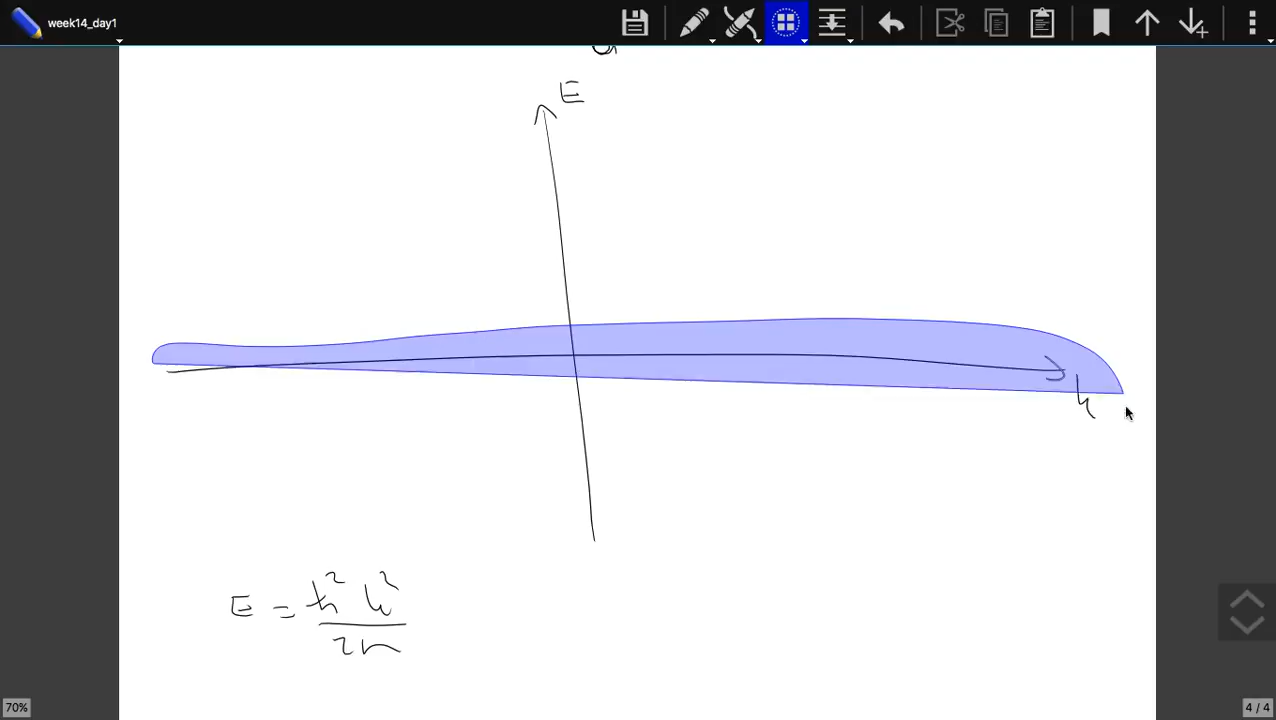 week14_day1
E
k
E = ħ² k²
2m
70%
4 / 4